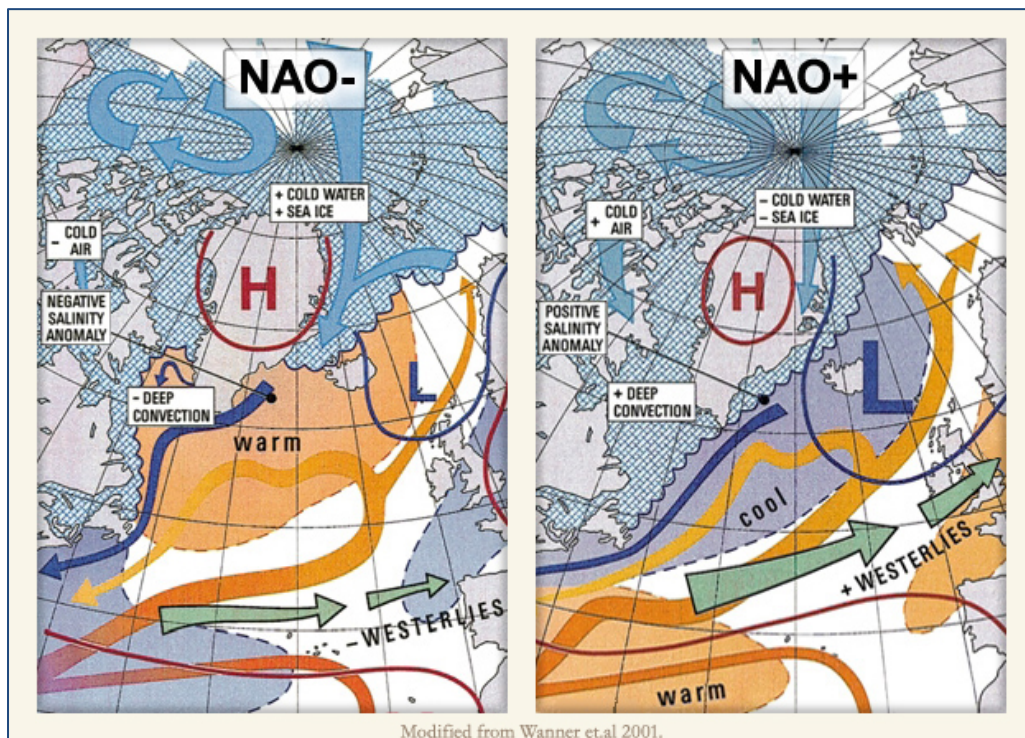 NAO-
+ COLD WATER
+ SEA ICE
- COLD
AIR
H
NEGATIVE
SALINITY
ANOMALY
L
- DEEP
CONVECTION
warm
- WESTERLIES
NAO+
- COLD WATER
- SEA ICE
+ COLD
AIR
H
POSITIVE
SALINITY
ANOMALY
L
+ DEEP
CONVECTION
cool
+ WESTERLIES
warm
Modified from Wanner et.al 2001.